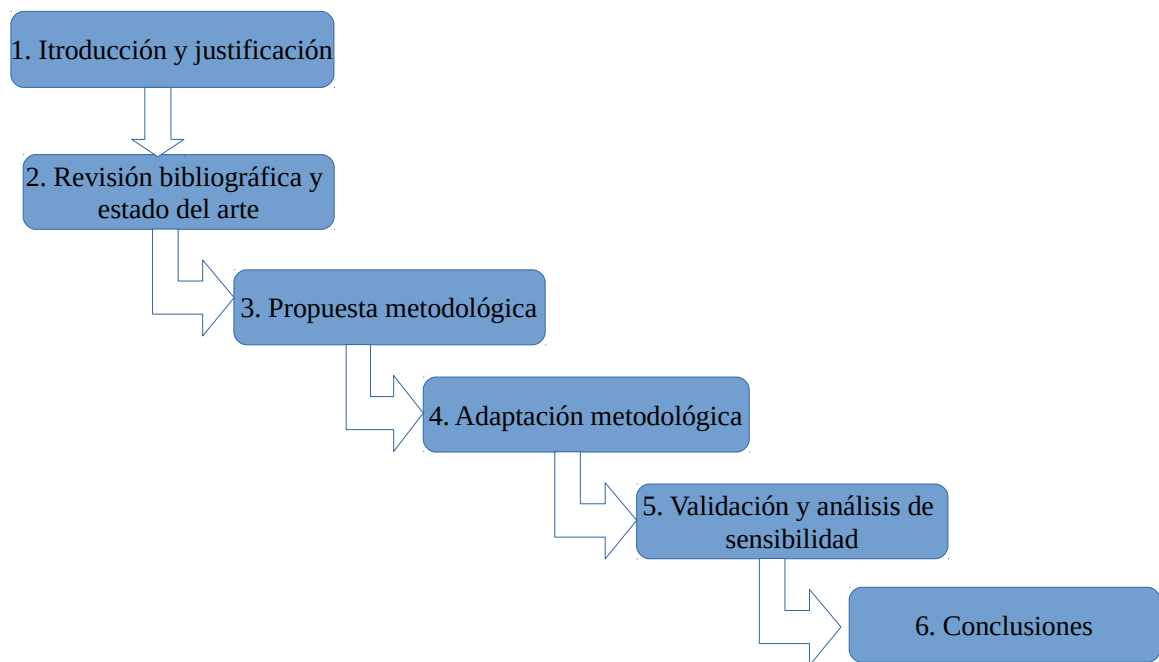 1. Itroducción y justificación
2. Revisión bibliográfica y
estado del arte
3. Propuesta metodológica
4. Adaptación metodológica
5. Validación y análisis de
sensibilidad
6. Conclusiones